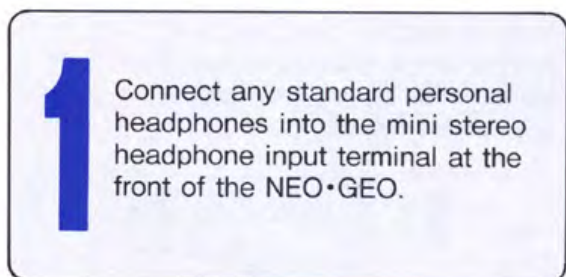 1
Connect any standard personal
headphones into the mini stereo
headphone input terminal at the
front of the NEO•GEO.